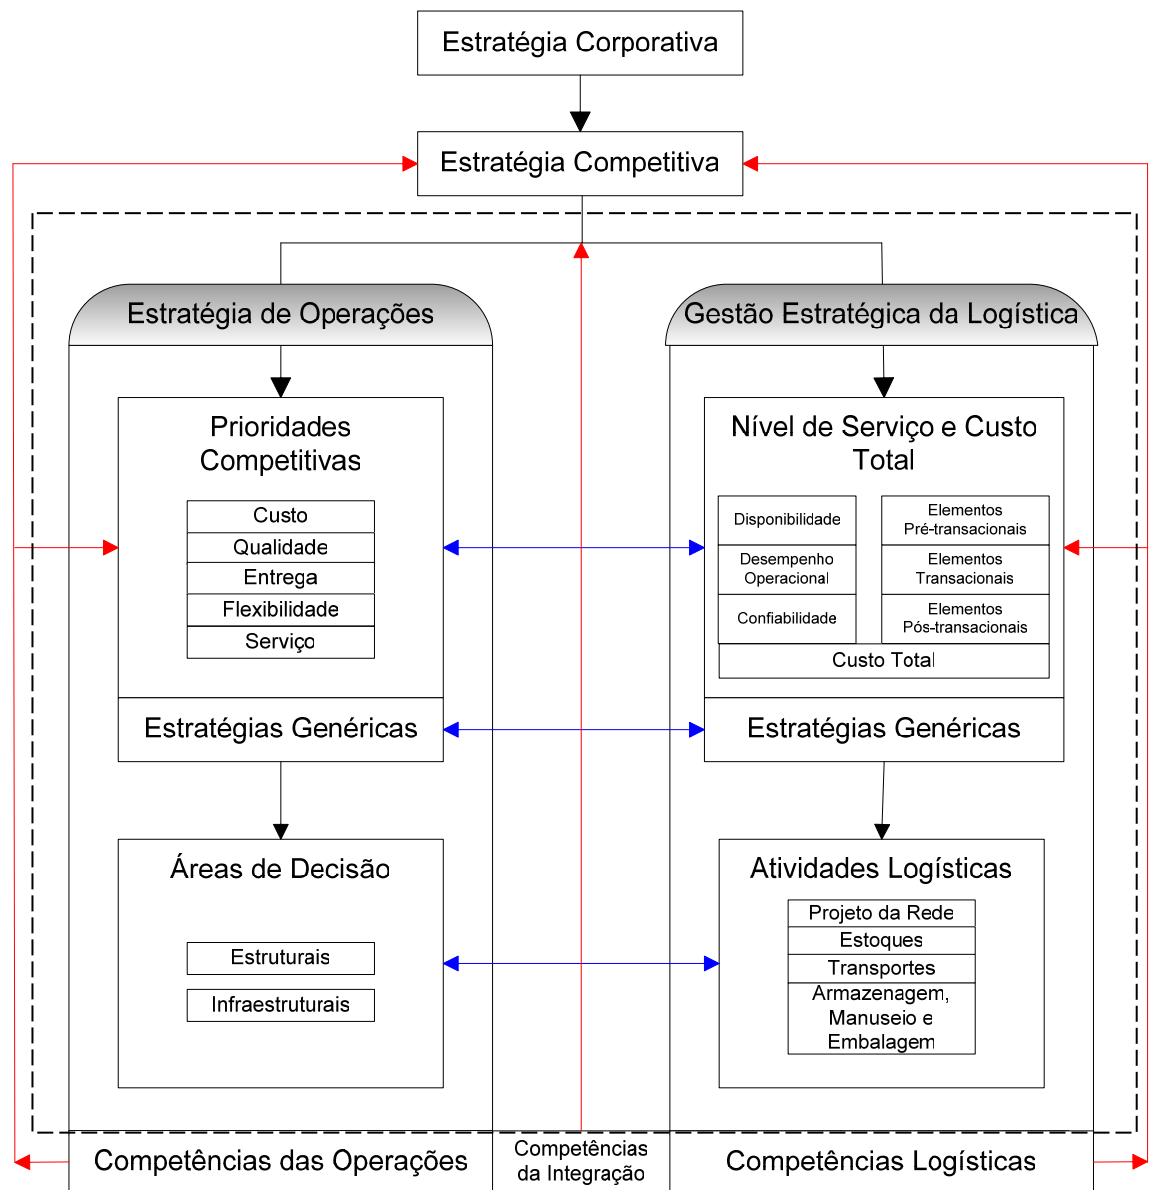 Estratégia Corporativa
Estratégia Competitiva
Estratégia de Operações
Prioridades
Competitivas
Custo
Qualidade
Entrega
Flexibilidade
Serviço
Estratégias Genéricas
Áreas de Decisão
Estruturais
Infraestruturais
Competências das Operações
Competências
da Integração
Gestão Estratégica da Logística
Nível de Serviço e Custo
Total
Disponibilidade
Desempenho
Operacional
Confiabilidade
Elementos
Pré-transacionais
Elementos
Transacionais
Elementos
Pós-transacionais
Custo Total
Estratégias Genéricas
Atividades Logísticas
Projeto da Rede
Estoques
Transportes
Armazenagem,
Manuseio e
Embalagem
Competências Logísticas